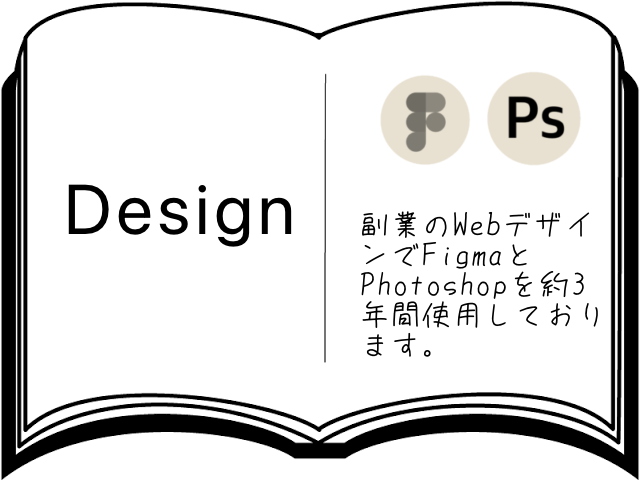 Design
Ps
副業のWebデザイ
ンでFigmaと
Photoshopを約3
年間使用しており
ます。